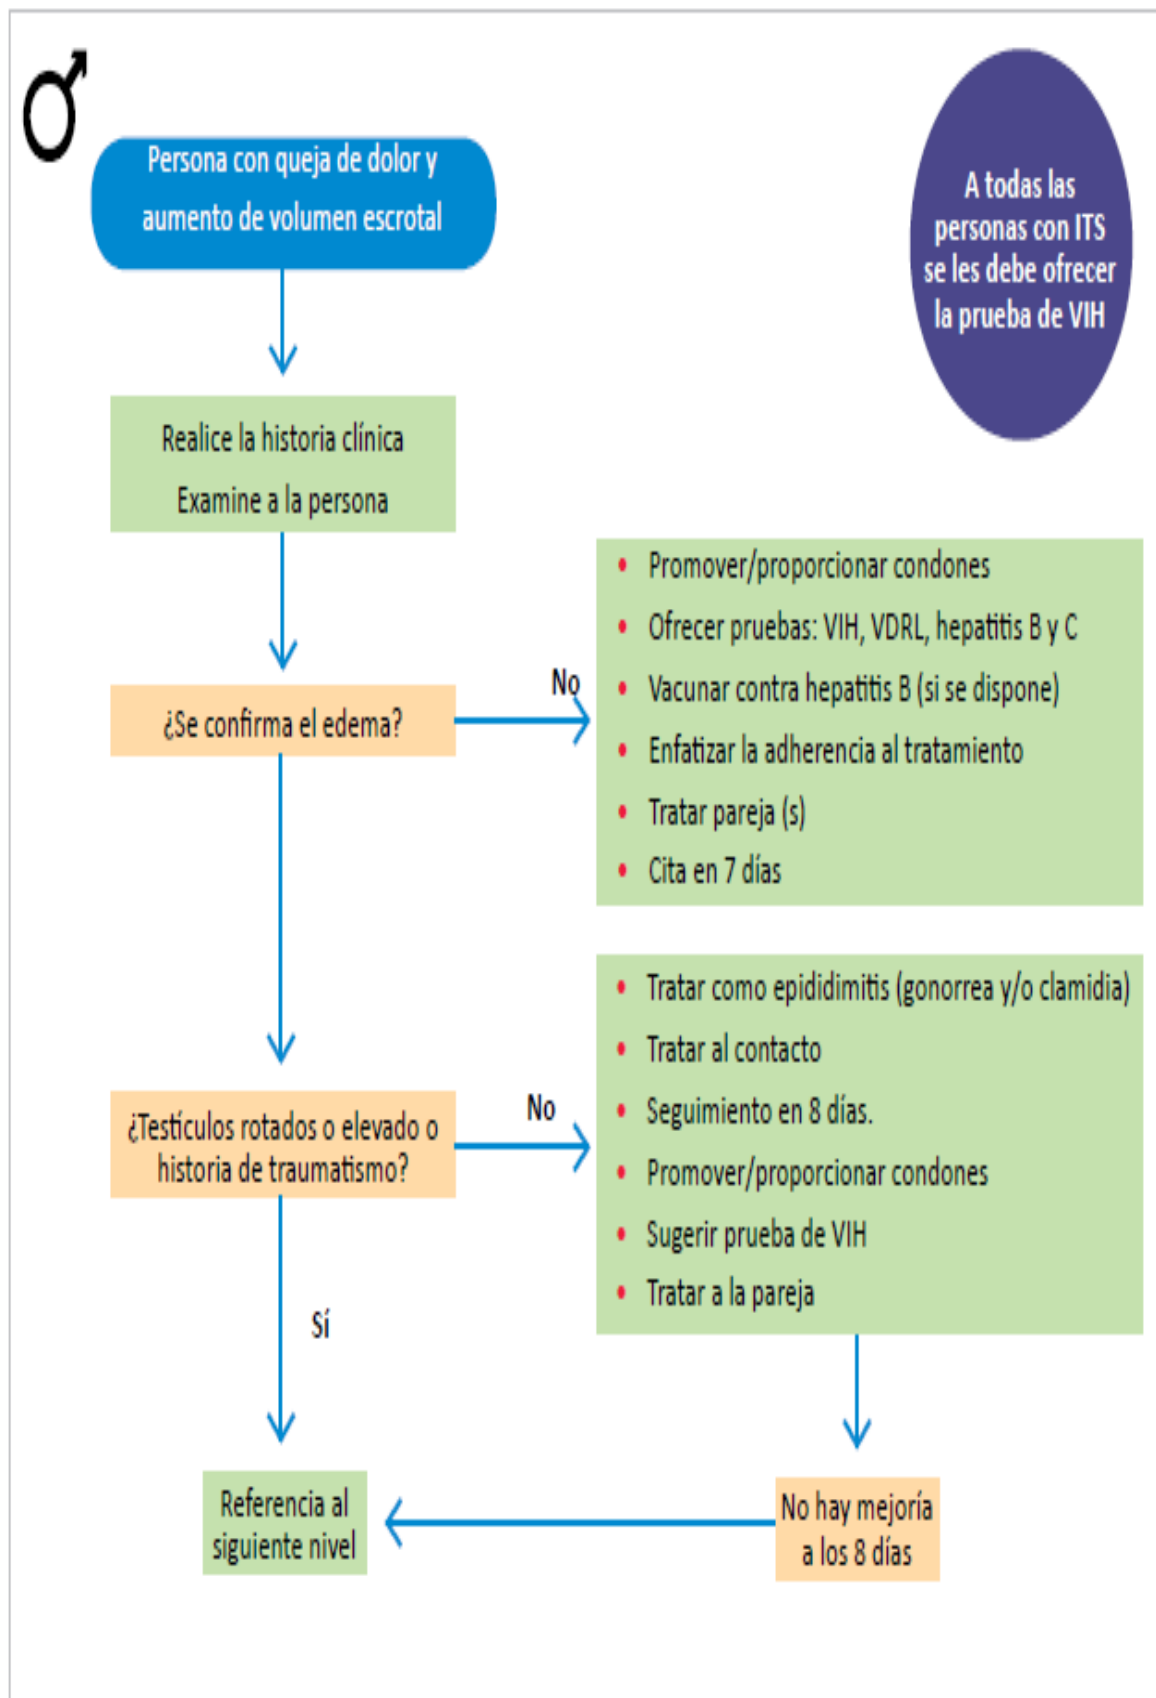 Persona con queja de dolor y
aumento de volumen escrotal
A todas las
personas con ITS
se les debe ofrecer
la prueba de VIH
Realice la historia clínica
Examine a la persona
¿Se confirma el edema?
No
• Promover/proporcionar condones
• Ofrecer pruebas: VIH, VDRL, hepatitis B y C
• Vacunar contra hepatitis B (si se dispone)
• Enfatizar la adherencia al tratamiento
• Tratar pareja (s)
• Cita en 7 días
¿Testículos rotados o elevado o
historia de traumatismo?
No
• Tratar como epididimitis (gonorrea y/o clamidia)
• Tratar al contacto
• Seguimiento en 8 días.
• Promover/proporcionar condones
• Sugerir prueba de VIH
• Tratar a la pareja
Sí
Referencia al
siguiente nivel
No hay mejoría
a los 8 días